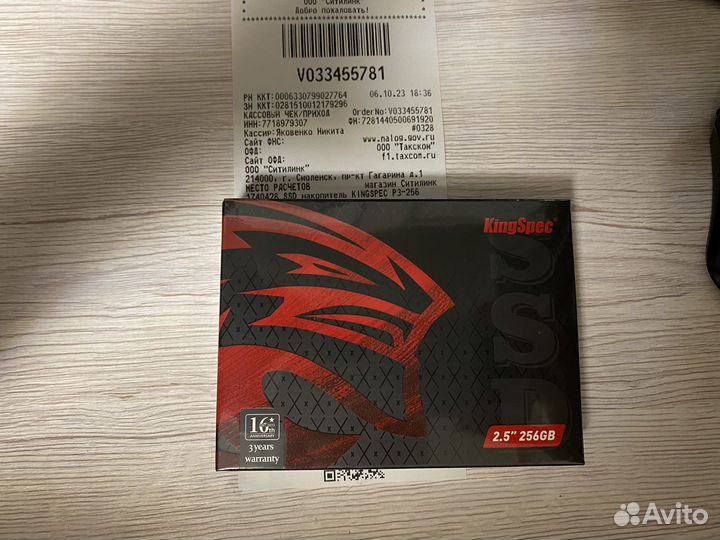 ООО "Ситилинк"
Добро пожаловать!
V033455781
РН ККТ:0006330799027764 06.10.23 18:36
ЗН ККТ:0281510012179296 OrderNo:V033455781
КАССОВЫЙ ЧЕК/ПРИХОД ФН:7281440500691920
ИНН:7718979307 #0328
Кассир:Яковенко Никита
Сайт ФНС: www.nalog.gov.ru
ОФД: ООО "Такском"
Сайт ОФД: f1.taxcom.ru
ООО "Ситилинк"
214000, г. Смоленск, пр-кт Гагарина д.1
МЕСТО РАСЧЕТОВ магазин Ситилинк
1740428 SSD накопитель KINGSPEC P3-256
KingSpec®
SSD
16th
ANNIVERSARY
3 years
warranty
2.5" 256GB
Avito